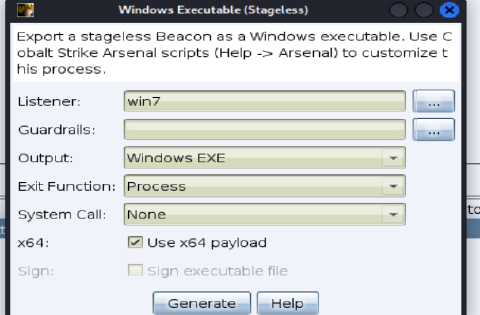 Windows Executable (Stageless)
Export a stageless Beacon as a Windows executable. Use C
obalt Strike Arsenal scripts (Help -> Arsenal) to customize t
his process.
Listener: win7 ...
Guardrails: ...
Output: Windows EXE
Exit Function: Process
System Call: None
x64: Use x64 payload
Sign: Sign executable file
Generate Help